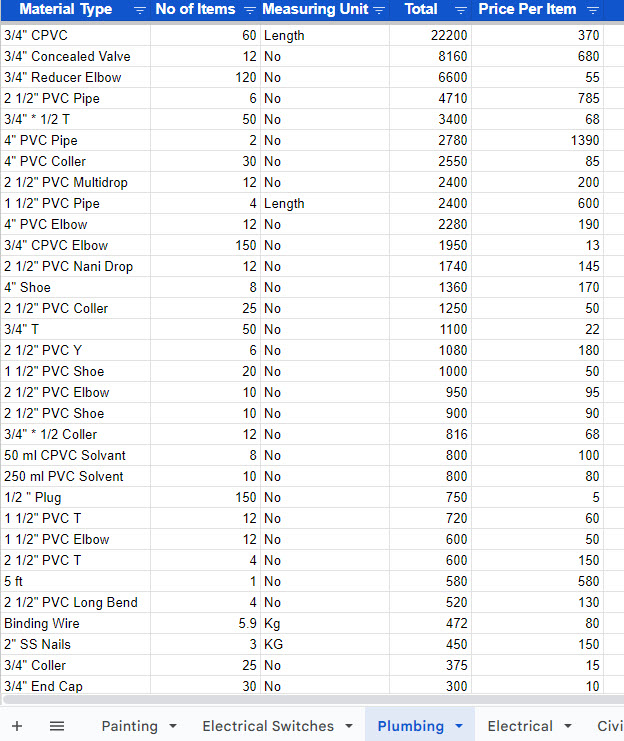 Material Type No of Items Measuring Unit Total Price Per Item
3/4" CPVC 60 Length 22200 370
3/4" Concealed Valve 12 No 8160 680
3/4" Reducer Elbow 120 No 6600 55
2 1/2" PVC Pipe 6 No 4710 785
3/4" * 1/2 T 50 No 3400 68
4" PVC Pipe 2 No 2780 1390
4" PVC Coller 30 No 2550 85
2 1/2" PVC Multidrop 12 No 2400 200
1 1/2" PVC Pipe 4 Length 2400 600
4" PVC Elbow 12 No 2280 190
3/4" CPVC Elbow 150 No 1950 13
2 1/2" PVC Nani Drop 12 No 1740 145
4" Shoe 8 No 1360 170
2 1/2" PVC Coller 25 No 1250 50
3/4" T 50 No 1100 22
2 1/2" PVC Y 6 No 1080 180
1 1/2" PVC Shoe 20 No 1000 50
2 1/2" PVC Elbow 10 No 950 95
2 1/2" PVC Shoe 10 No 900 90
3/4" * 1/2 Coller 12 No 816 68
50 ml CPVC Solvant 8 No 800 100
250 ml PVC Solvent 10 No 800 80
1/2 " Plug 150 No 750 5
1 1/2" PVC T 12 No 720 60
1 1/2" PVC Elbow 12 No 600 50
2 1/2" PVC T 4 No 600 150
5 ft 1 No 580 580
2 1/2" PVC Long Bend 4 No 520 130
Binding Wire 5.9 Kg 472 80
2" SS Nails 3 KG 450 150
3/4" Coller 25 No 375 15
3/4" End Cap 30 No 300 10
Painting Electrical Switches Plumbing Electrical Civi